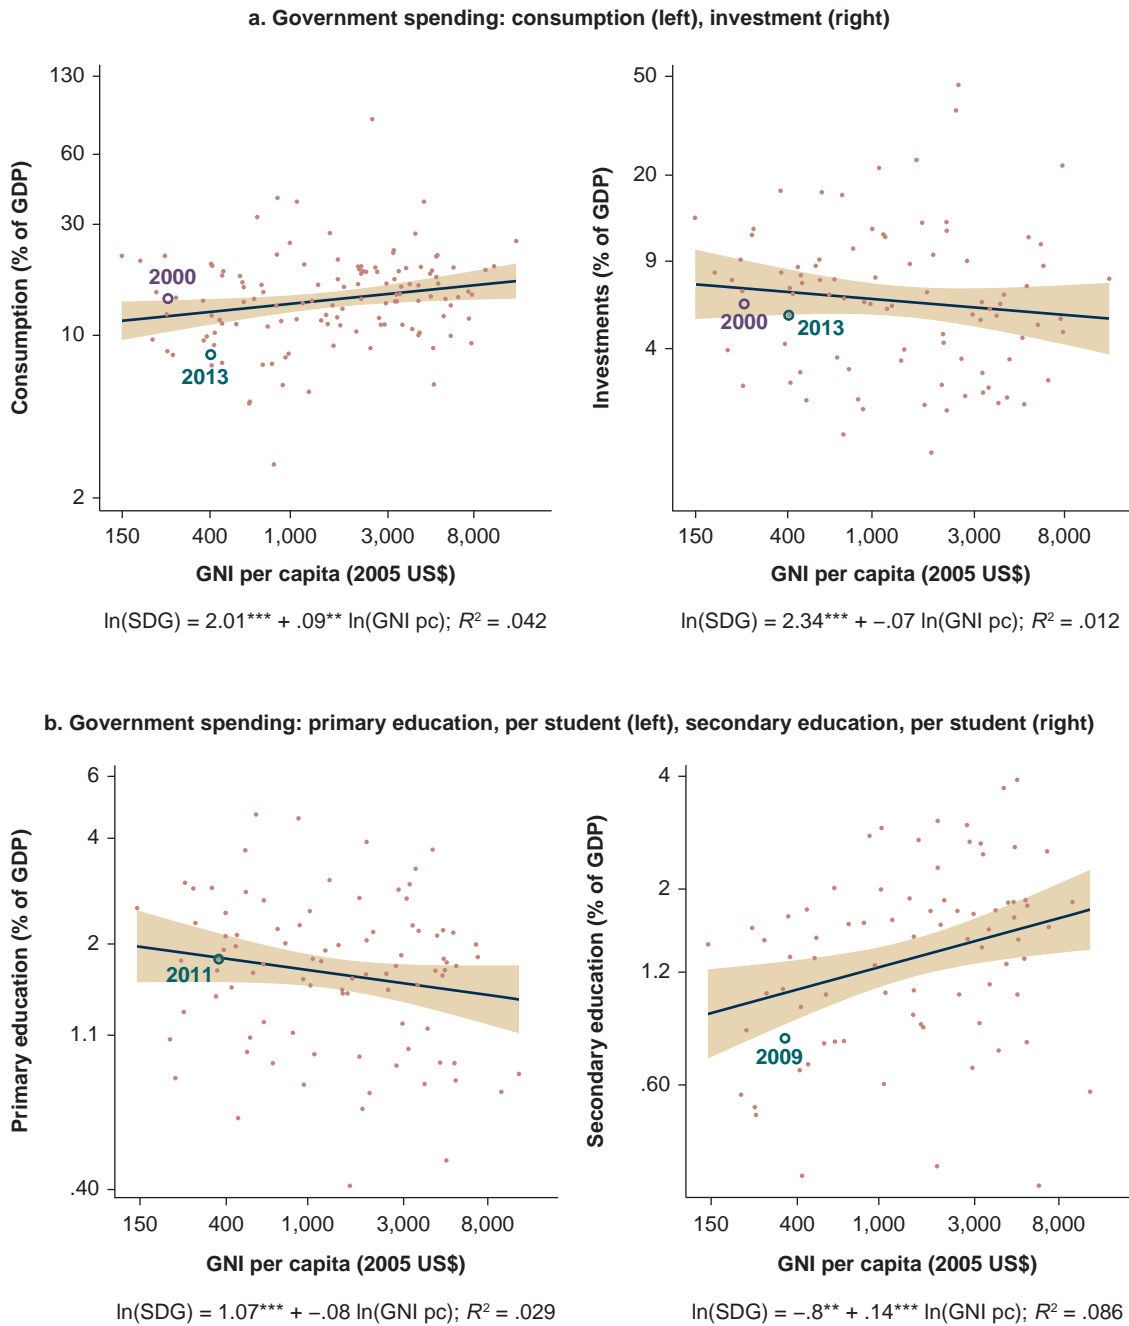 a. Government spending: consumption (left), investment (right)
130
60
30
10
2
Consumption (% of GDP)
2000
2013
150 400 1,000 3,000 8,000
GNI per capita (2005 US$)
ln(SDG) = 2.01*** + .09** ln(GNI pc); R² = .042
50
20
9
4
Investments (% of GDP)
2000
2013
150 400 1,000 3,000 8,000
GNI per capita (2005 US$)
ln(SDG) = 2.34*** + –.07 ln(GNI pc); R² = .012
b. Government spending: primary education, per student (left), secondary education, per student (right)
6
4
2
1.1
.40
Primary education (% of GDP)
2011
150 400 1,000 3,000 8,000
GNI per capita (2005 US$)
ln(SDG) = 1.07*** + –.08 ln(GNI pc); R² = .029
4
2
1.2
.60
Secondary education (% of GDP)
2009
150 400 1,000 3,000 8,000
GNI per capita (2005 US$)
ln(SDG) = –.8** + .14*** ln(GNI pc); R² = .086